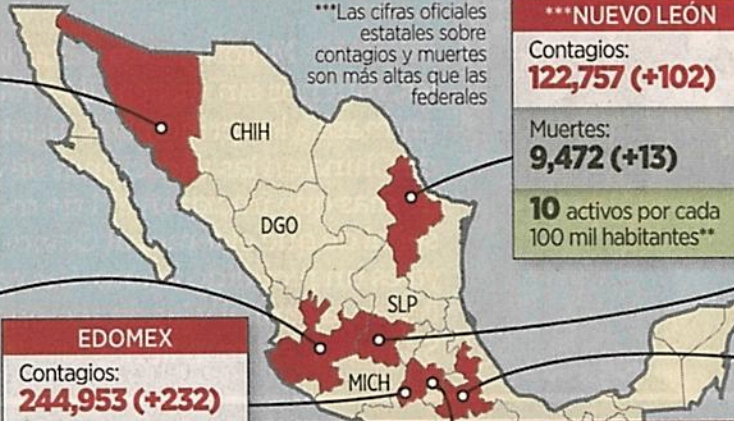 ***Las cifras oficiales
estatales sobre
contagios y muertes
son más altas que las
federales
***NUEVO LEÓN
Contagios:
122,757 (+102)
Muertes:
9,472 (+13)
10 activos por cada
100 mil habitantes**
CHIH
DGO
SLP
MICH
EDOMEX
Contagios:
244,953 (+232)